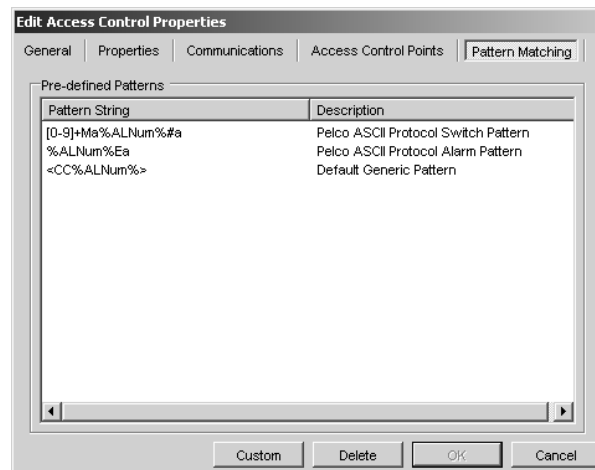 Edit Access Control Properties
General Properties Communications Access Control Points Pattern Matching
Pre-defined Patterns
Pattern String Description
[0-9]+Ma%ALNum%#a Pelco ASCII Protocol Switch Pattern
%ALNum%Ea Pelco ASCII Protocol Alarm Pattern
<CC%ALNum%> Default Generic Pattern
Custom Delete OK Cancel